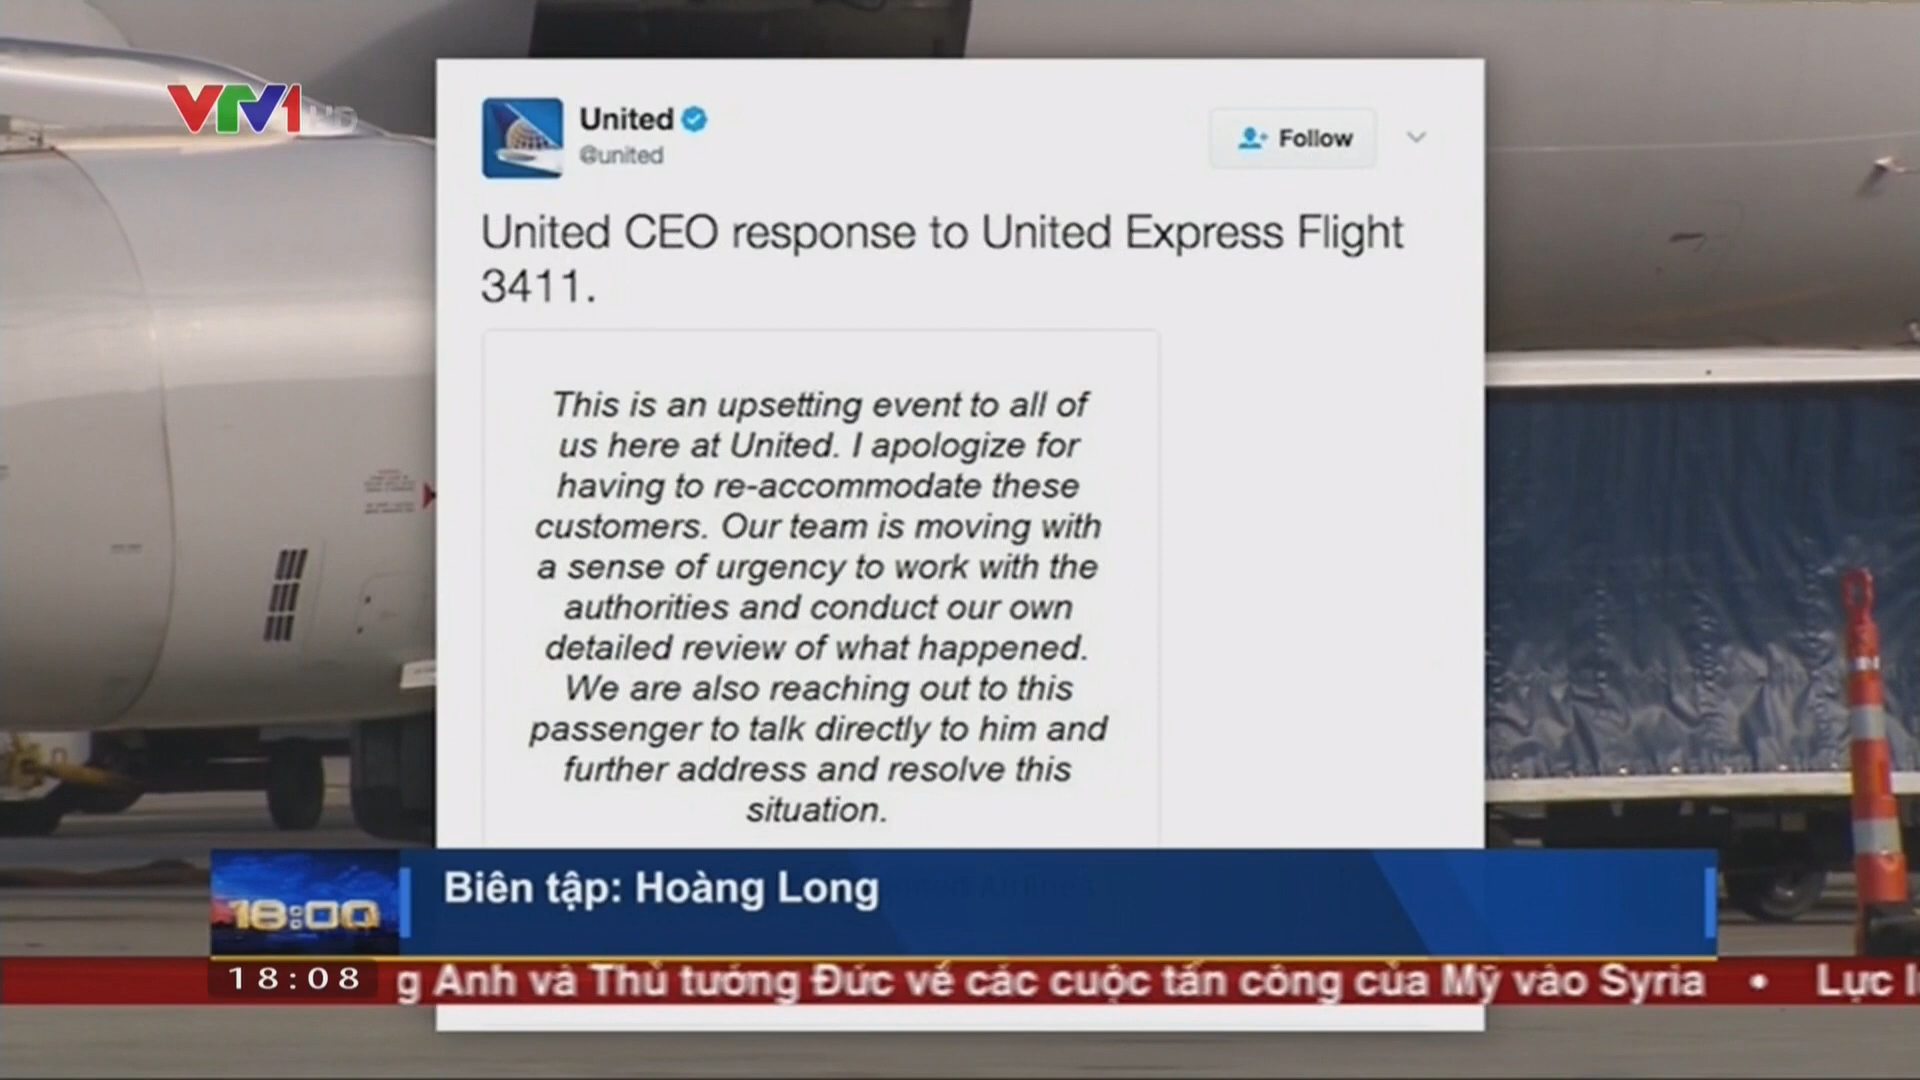 VTV1 HD
United
@united
Follow
United CEO response to United Express Flight
3411.
This is an upsetting event to all of
us here at United. I apologize for
having to re-accommodate these
customers. Our team is moving with
a sense of urgency to work with the
authorities and conduct our own
detailed review of what happened.
We are also reaching out to this
passenger to talk directly to him and
further address and resolve this
situation.
18:00
Biên tập: Hoàng Long
18:08
g Anh và Thủ tướng Đức về các cuộc tấn công của Mỹ vào Syria • Lực l